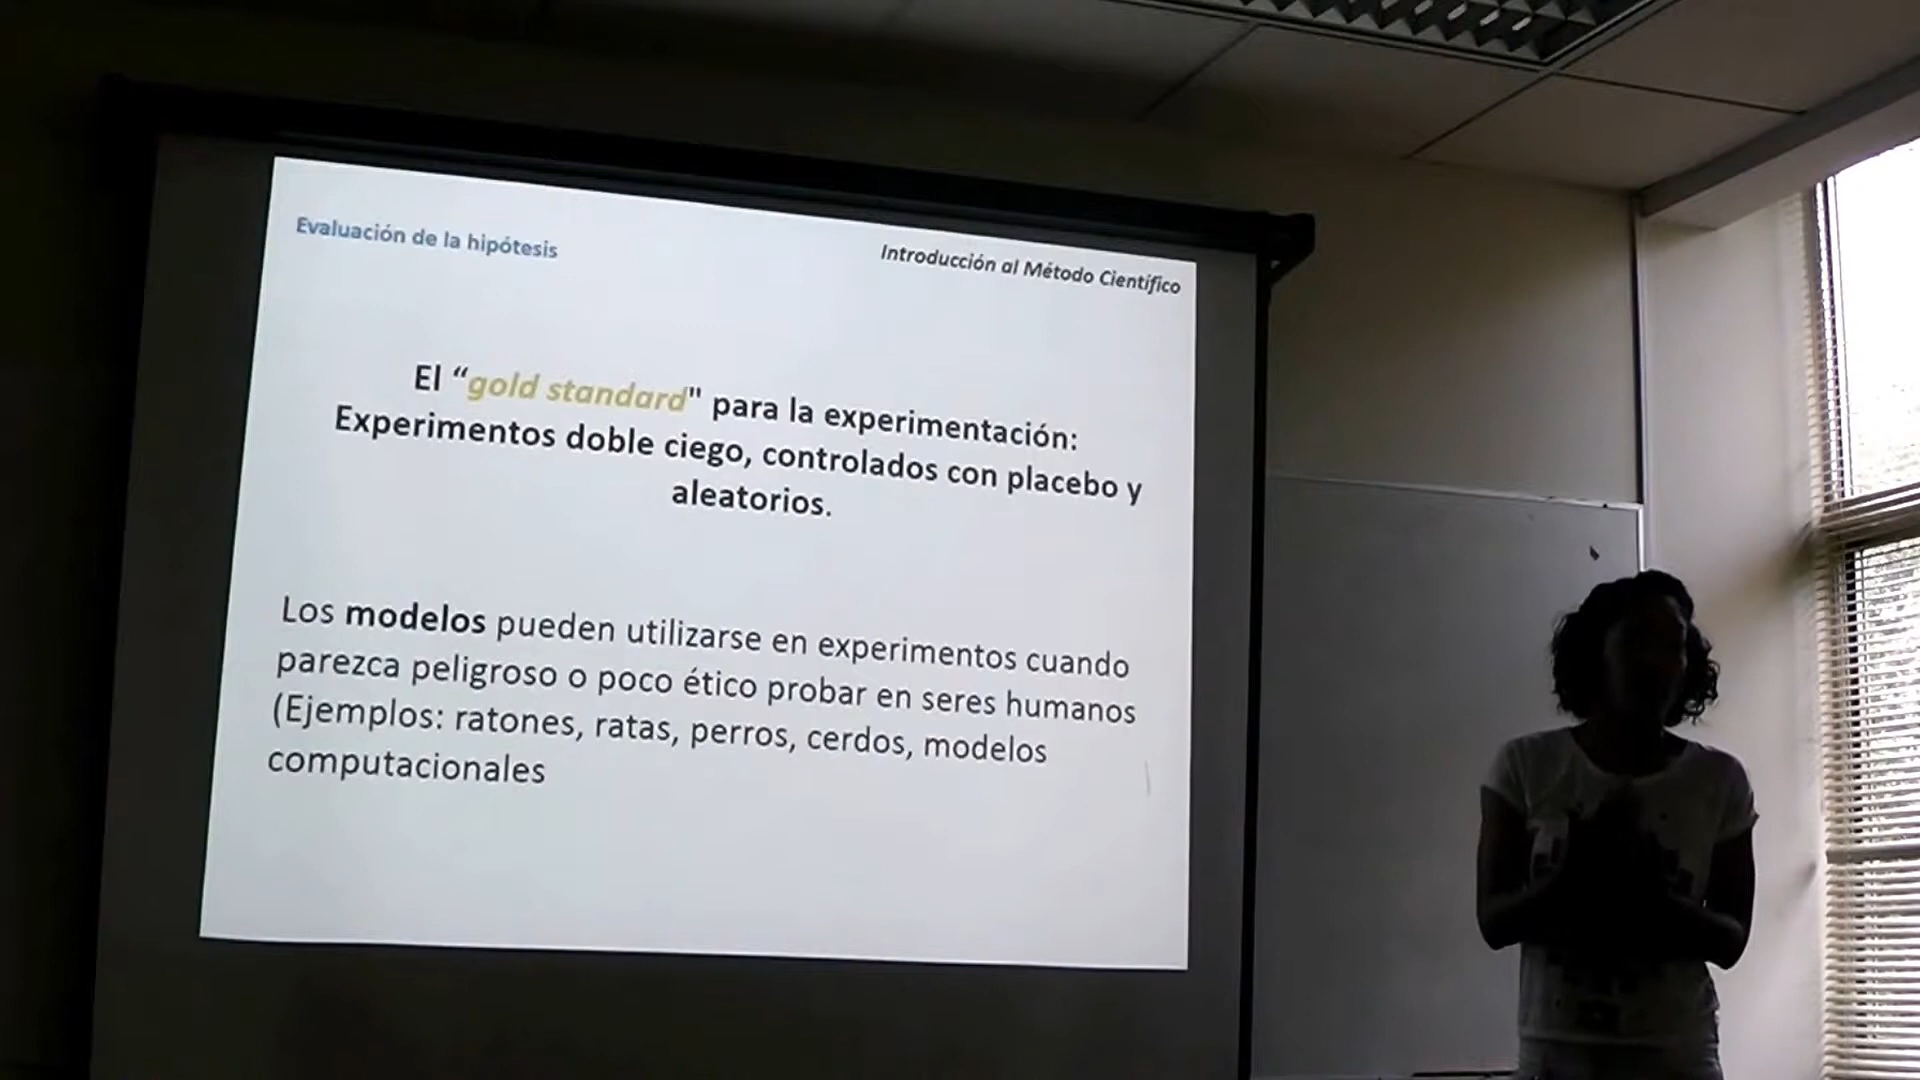 Evaluación de la hipótesis
Introducción al Método Científico
El “gold standard" para la experimentación:
Experimentos doble ciego, controlados con placebo y
aleatorios.
Los modelos pueden utilizarse en experimentos cuando
parezca peligroso o poco ético probar en seres humanos
(Ejemplos: ratones, ratas, perros, cerdos, modelos
computacionales